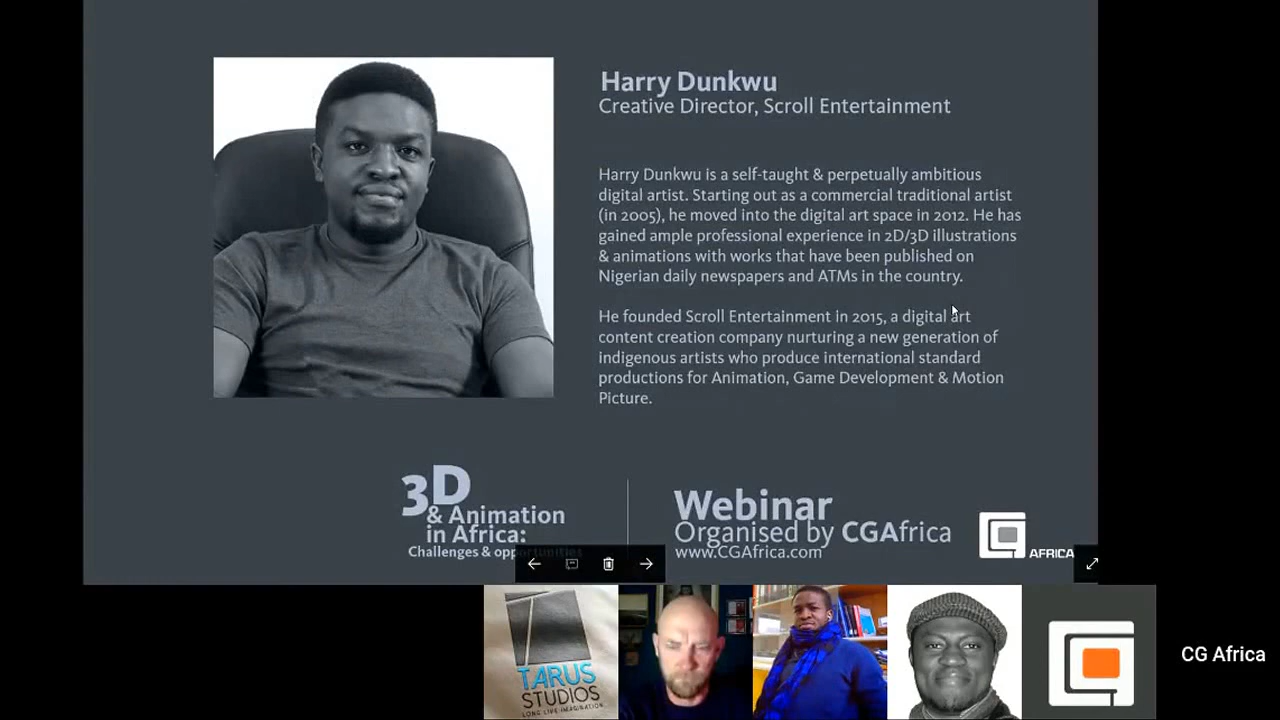 Harry Dunkwu
Creative Director, Scroll Entertainment
Harry Dunkwu is a self-taught & perpetually ambitious
digital artist. Starting out as a commercial traditional artist
(in 2005), he moved into the digital art space in 2012. He has
gained ample professional experience in 2D/3D illustrations
& animations with works that have been published on
Nigerian daily newspapers and ATMs in the country.
He founded Scroll Entertainment in 2015, a digital art
content creation company nurturing a new generation of
indigenous artists who produce international standard
productions for Animation, Game Development & Motion
Picture.
3D
& Animation
in Africa:
Challenges & opportunities
Webinar
Organised by CGAfrica
www.CGAfrica.com
AFRICA
TARUS
STUDIOS
LONG LIVE IMAGINATION
CG Africa